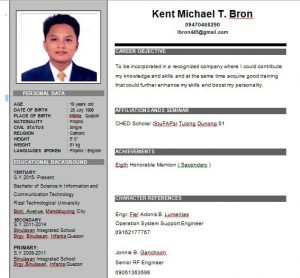 Kent Michael T. Bron
09470468290
lbron445@gmail.com
CAREER OBJECTIVE
To be incorporated in a recognized company where I could contribute
my knowledge and skills and at the same time acquire good training
that could further enhance my skills and boost my personality.
AFFILIATIONS AND SEMINAR
CHED Scholar (StuFAPs) Tulong Dunong 01
ACHIEVEMENTS
Eigth Honorable Mention ( Secondary )
CHARACTER REFERENCES
Engr. Fiel Adonis B. Lumantas
Operation System Support Engineer
09162177767
Jonnie B. Ganchoon
Senior RF Engineer
09051363598
PERSONAL DATA
AGE : 18 years old
DATE OF BIRTH : 28 July 1998
PLACE OF BIRTH : Infanta Quezon
NATIONALITY : Filipino
CIVIL STATUS : Single
RELIGION : Catholic
HEIGHT : 5'
WEIGHT : 51 kg
LANGUAGES SPOKEN : Filipino / English
EDUCATIONAL BACKGROUND
TERTIARY:
S.Y 2015- Present
Bachelor of Science in Information and
Communication Technology
Rizal Technological University
Boni, Avenue, Mandaluyong City
SECONDARY:
S.Y 2011-2014
Binulasan Integrated School
Brgy. Binulasan, Infanta Quezon
PRIMARY:
S.Y 2005-2011
Binulasan Integrated School
Brgy. Binulasan, Infanta Quezon